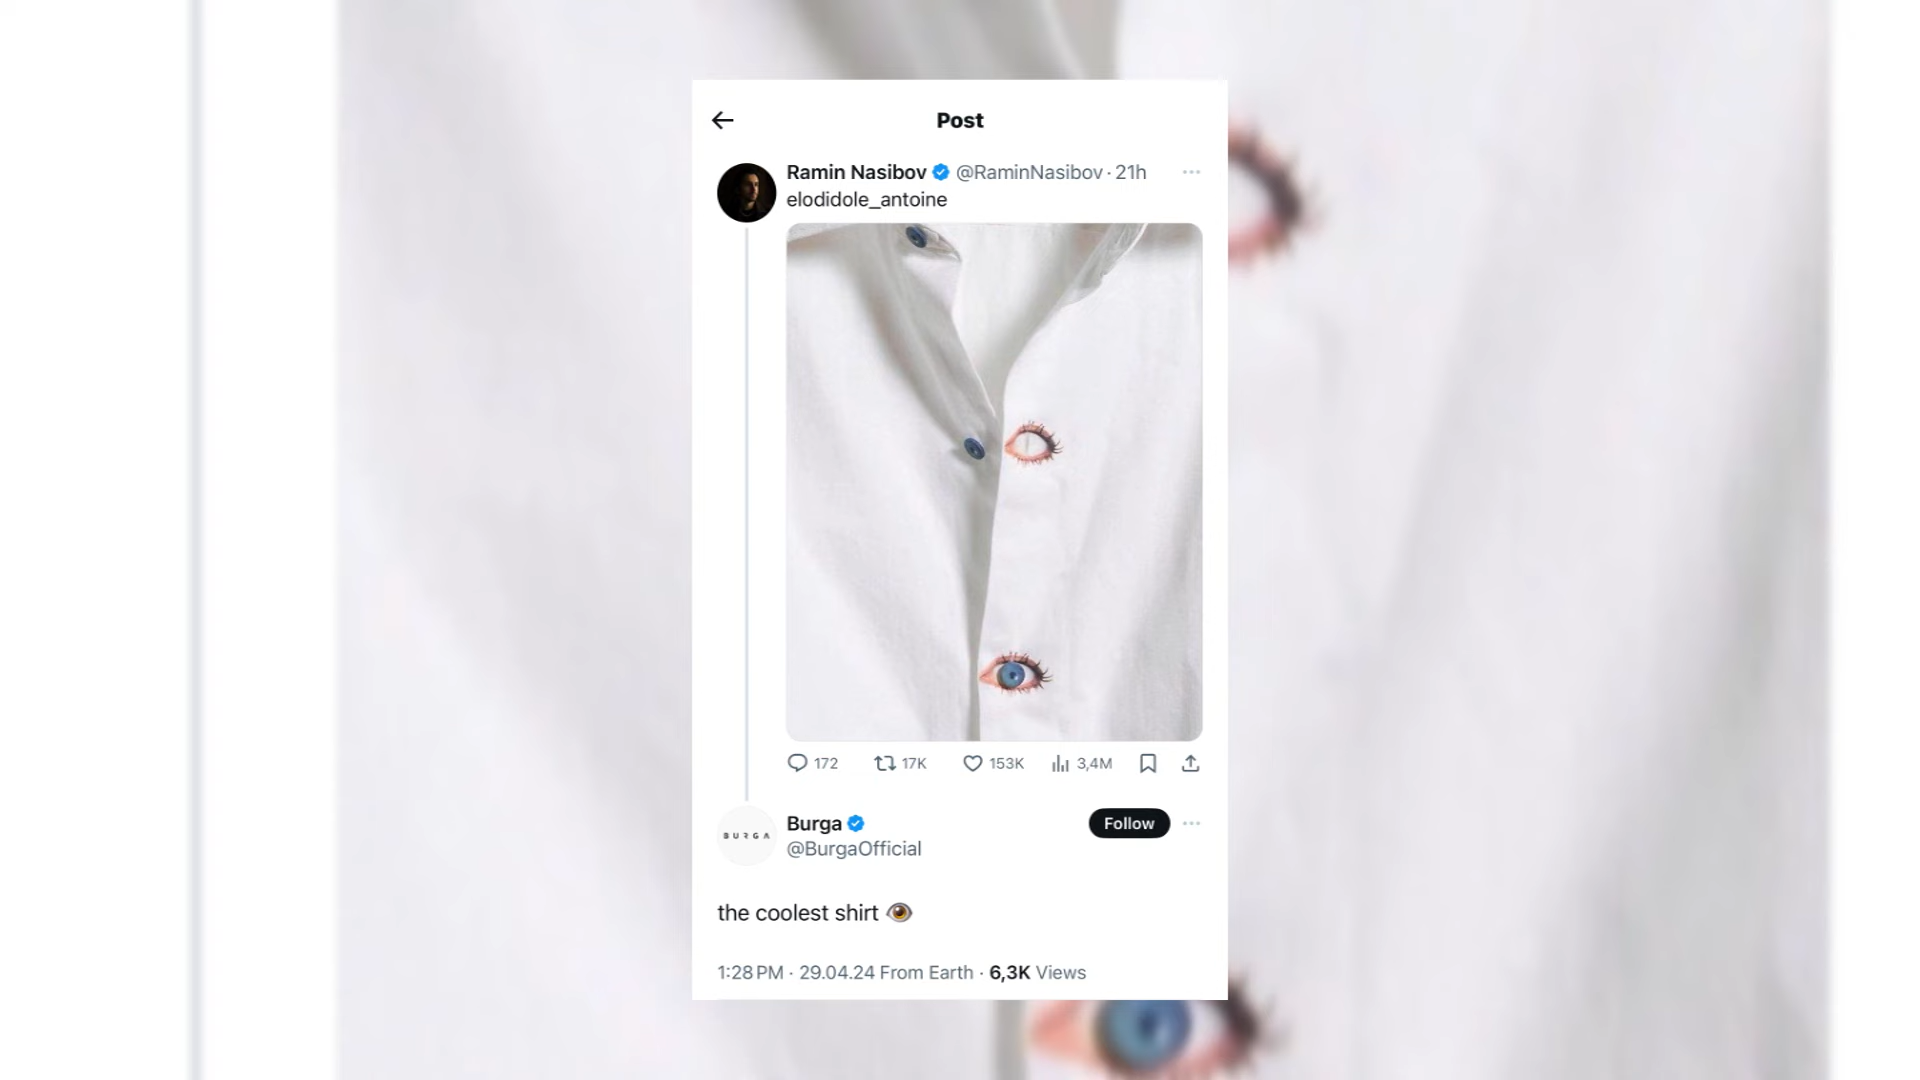 Post
Ramin Nasibov @RaminNasibov · 21h
elodidole_antoine
172 17K 153K 3,4M
BURGA
Burga
Follow
@BurgaOfficial
the coolest shirt 👁️
1:28 PM · 29.04.24 From Earth · 6,3K Views